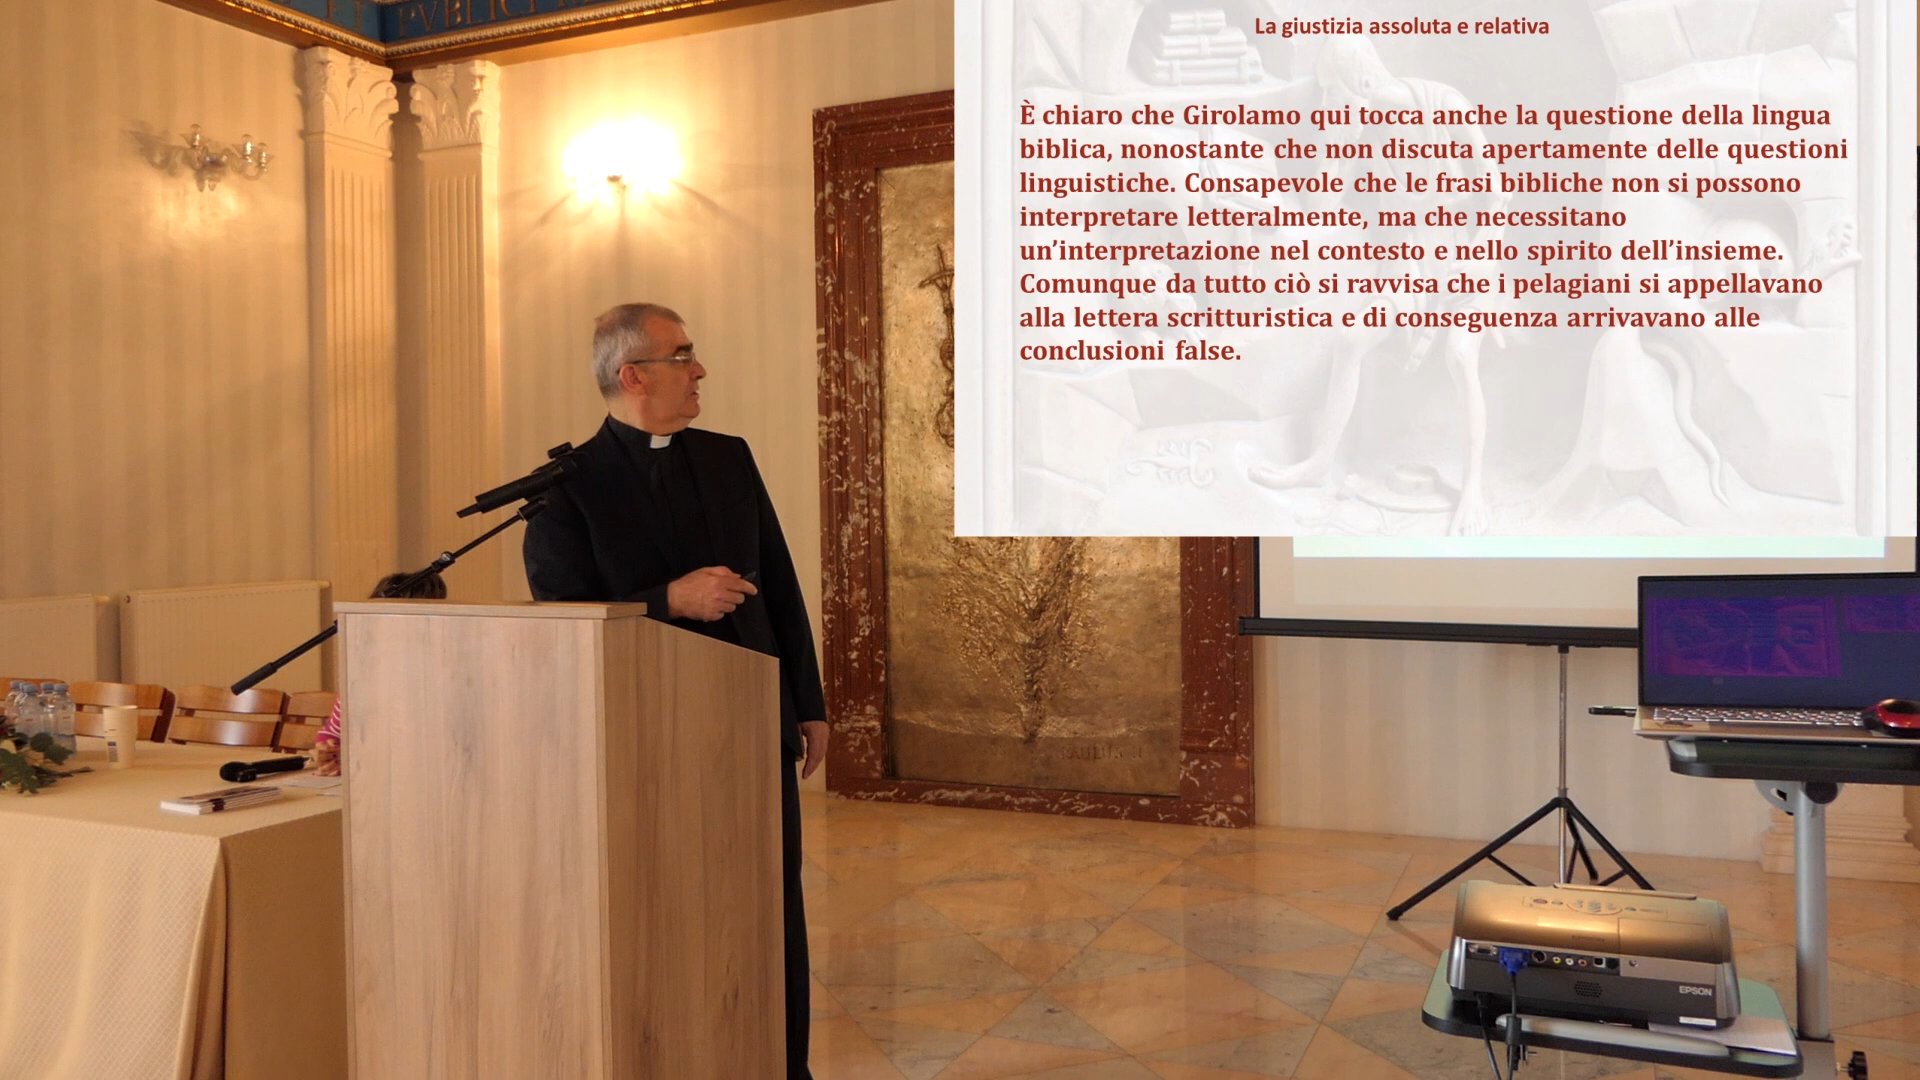 PVBLICI
La giustizia assoluta e relativa
È chiaro che Girolamo qui tocca anche la questione della lingua
biblica, nonostante che non discuta apertamente delle questioni
linguistiche. Consapevole che le frasi bibliche non si possono
interpretare letteralmente, ma che necessitano
un’interpretazione nel contesto e nello spirito dell’insieme.
Comunque da tutto ciò si ravvisa che i pelagiani si appellavano
alla lettera scritturistica e di conseguenza arrivavano alle
conclusioni false.
EPSON